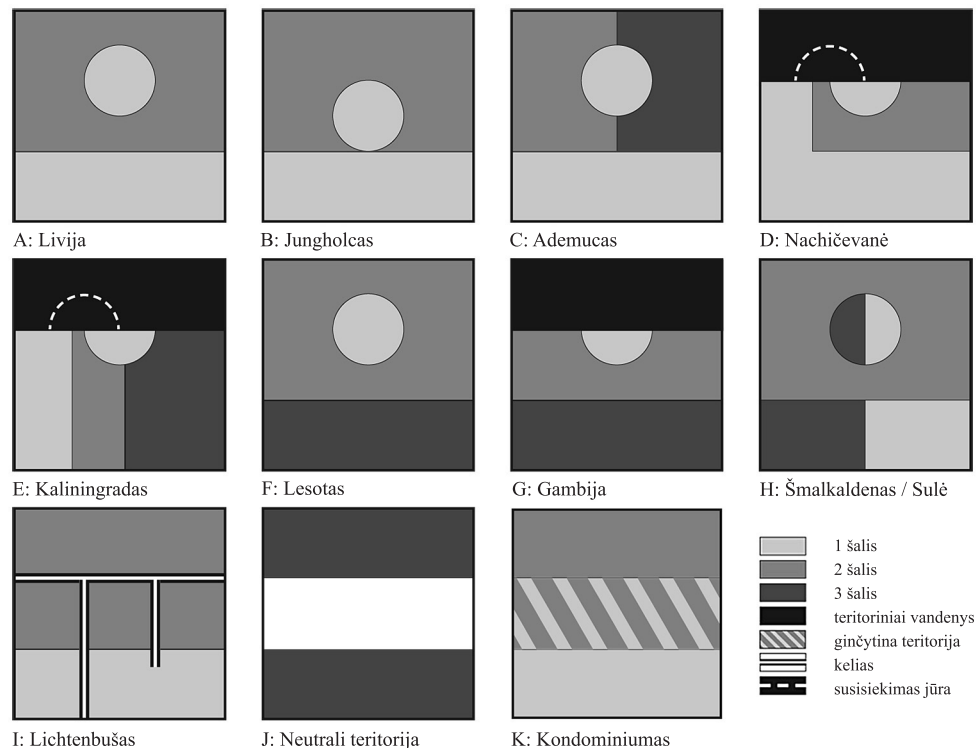 A: Livija
B: Jungholcas
C: Ademucas
D: Nachičevanė
E: Kaliningradas
F: Lesotas
G: Gambija
H: Šmalkaldenas / Sulė
1 šalis
2 šalis
3 šalis
teritoriniai vandenys
ginčytina teritorija
kelias
susisiekimas jūra
I: Lichtenbušas
J: Neutrali teritorija
K: Kondominiumas